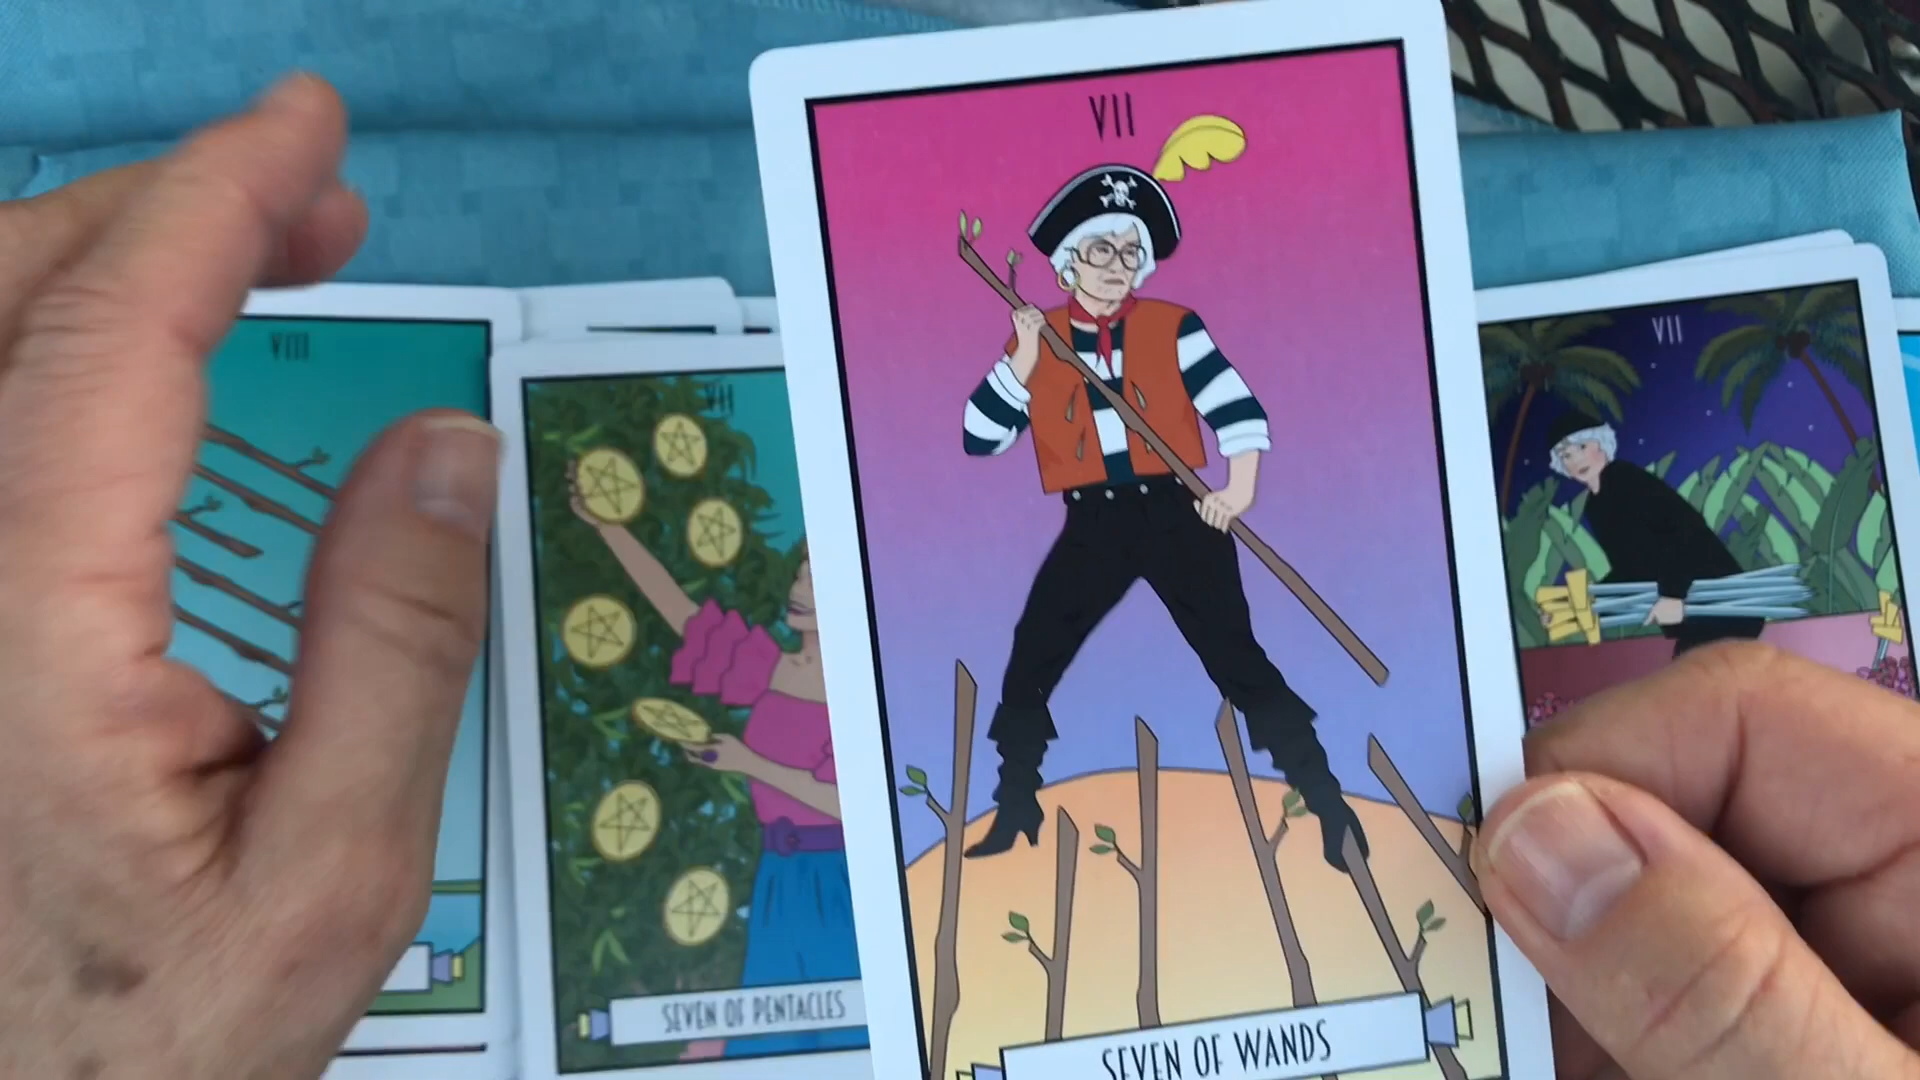 VII
VIII
VII
VII
SEVEN OF PENTACLES
SEVEN OF WANDS